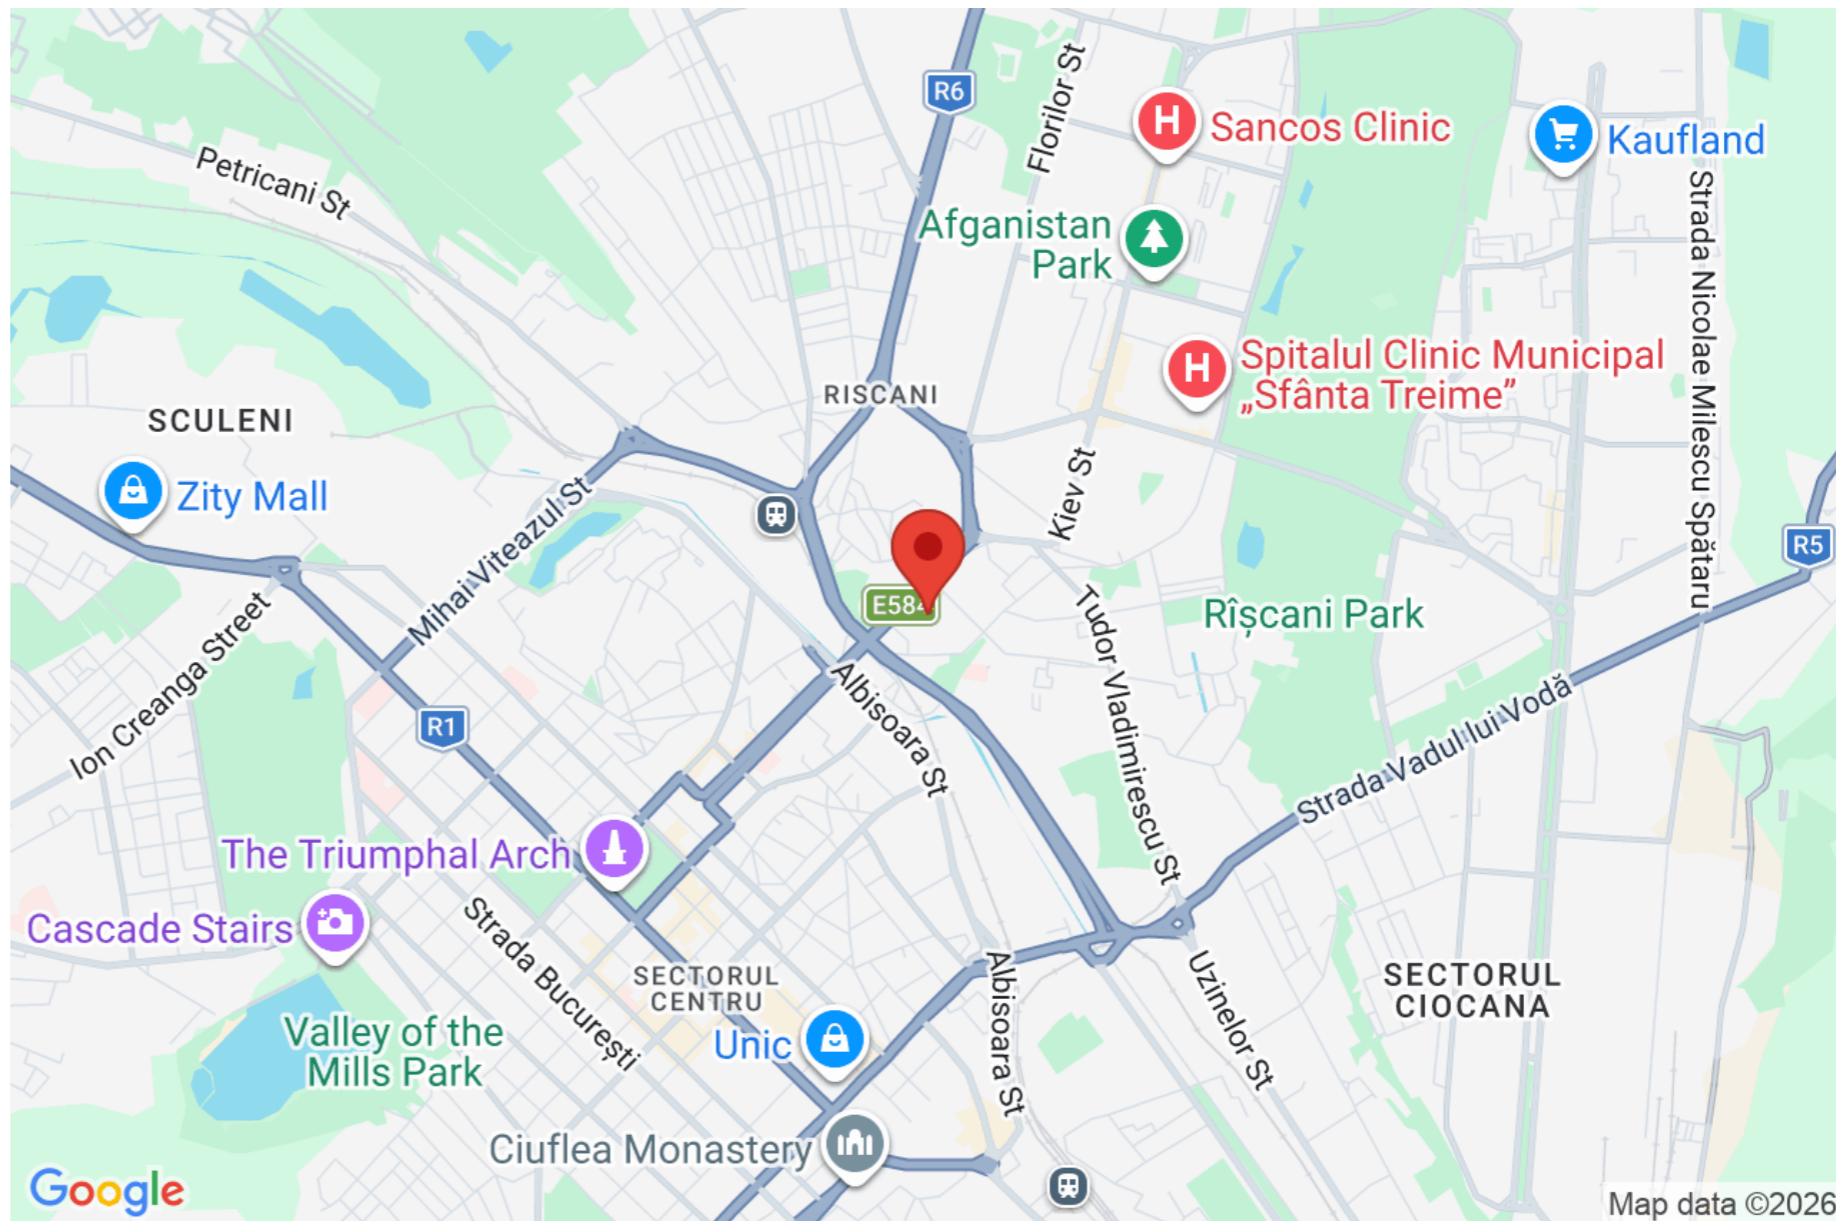 R6
Florilor St
Sancos Clinic
Kaufland
Petricani St
Strada Nicolae Milescu Spătaru
Afganistan
Park
Spitalul Clinic Municipal
„Sfânta Treime”
RISCANI
SCULENI
Zity Mall
Mihai Viteazul St
Kiev St
R5
E584
Rîșcani Park
Tudor Vladimirescu St
Ion Creanga Street
Albisoara St
R1
Strada Vadul lui Vodă
The Triumphal Arch
Cascade Stairs
Strada București
SECTORUL
CENTRU
Albisoara St
Uzinelor St
SECTORUL
CIOCANA
Valley of the
Mills Park
Unic
Ciuflea Monastery
Google
Map data ©2026